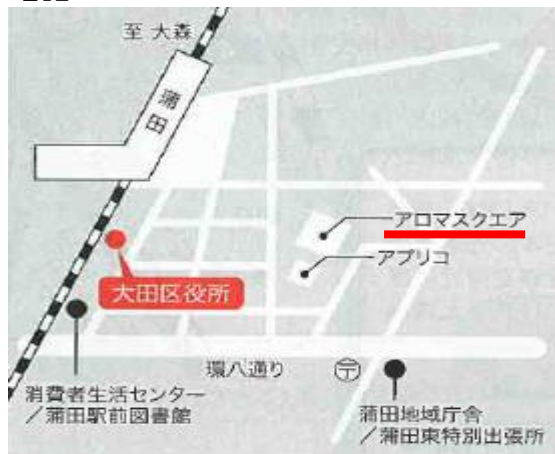 至 大森
蒲田
アロマスクエア
アプリコ
大田区役所
環八通り
〒
消費者生活センター
／蒲田駅前図書館
蒲田地域庁舎
／蒲田東特別出張所